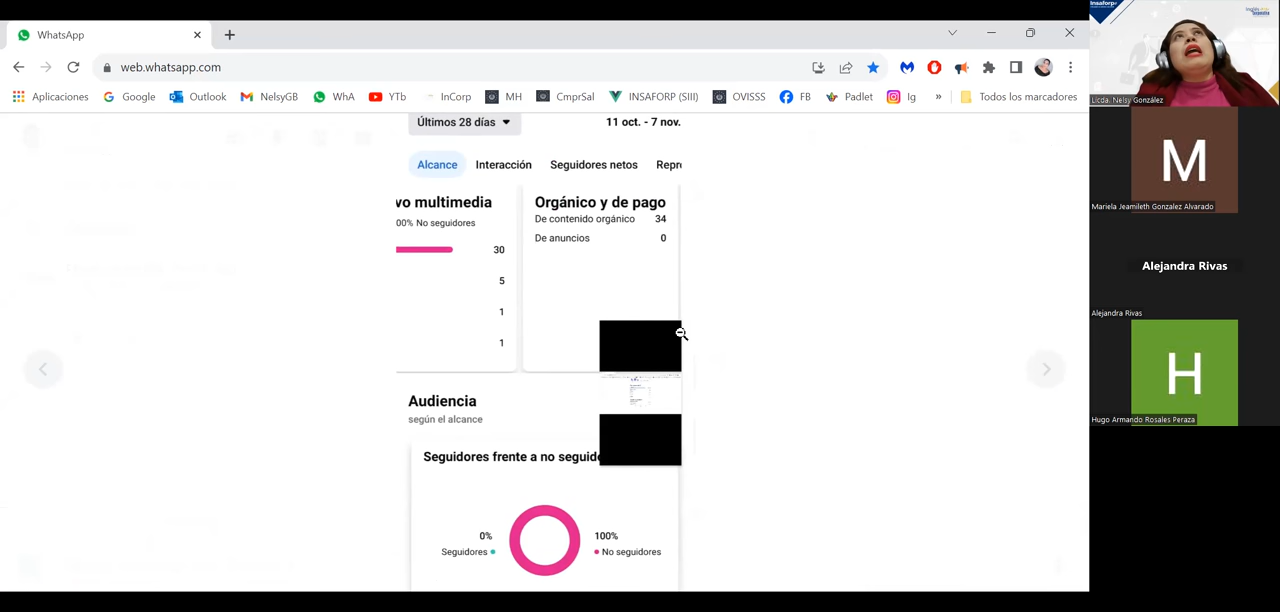 WhatsApp
web.whatsapp.com
Aplicaciones
Google
Outlook
NelsyGB
WhA
YTb
InCorp
MH
CmprSal
INSAFORP (SIII)
OVISSS
FB
Padlet
Ig
»
Todos los marcadores
Últimos 28 días
11 oct. - 7 nov.
Alcance
Interacción
Seguidores netos
Repro
vo multimedia
00% No seguidores
30
5
1
1
Orgánico y de pago
De contenido orgánico 34
De anuncios 0
Audiencia
según el alcance
Seguidores frente a no seguido
0%
Seguidores
100%
No seguidores
Insaforp
Licda. Nelsy González
M
Mariela Jeamileth Gonzalez Alvarado
Alejandra Rivas
Alejandra Rivas
H
Hugo Armando Rosales Peraza